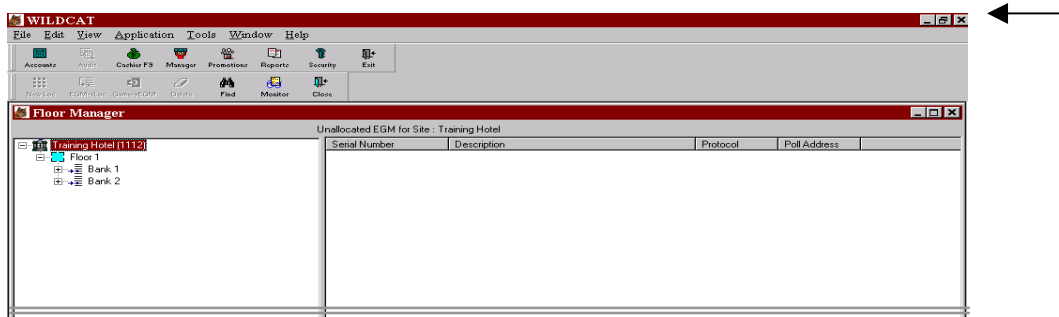 WILDCAT
File Edit View Application Tools Window Help
Accounts Audit Cashier F9 Manager Promotions Reports Security Exit
New Loc EGM->Loc Game->EGM Delete Find Monitor Close
Floor Manager
Unallocated EGM for Site : Training Hotel
Training Hotel (1112) Serial Number Description Protocol Poll Address
Floor 1
Bank 1
Bank 2